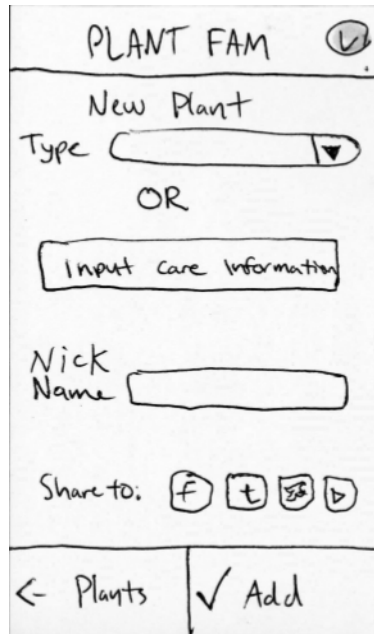 PLANT FAM
New Plant
Type
OR
Input care information
Nick
Name
Share to: f t
<- Plants ✓ Add